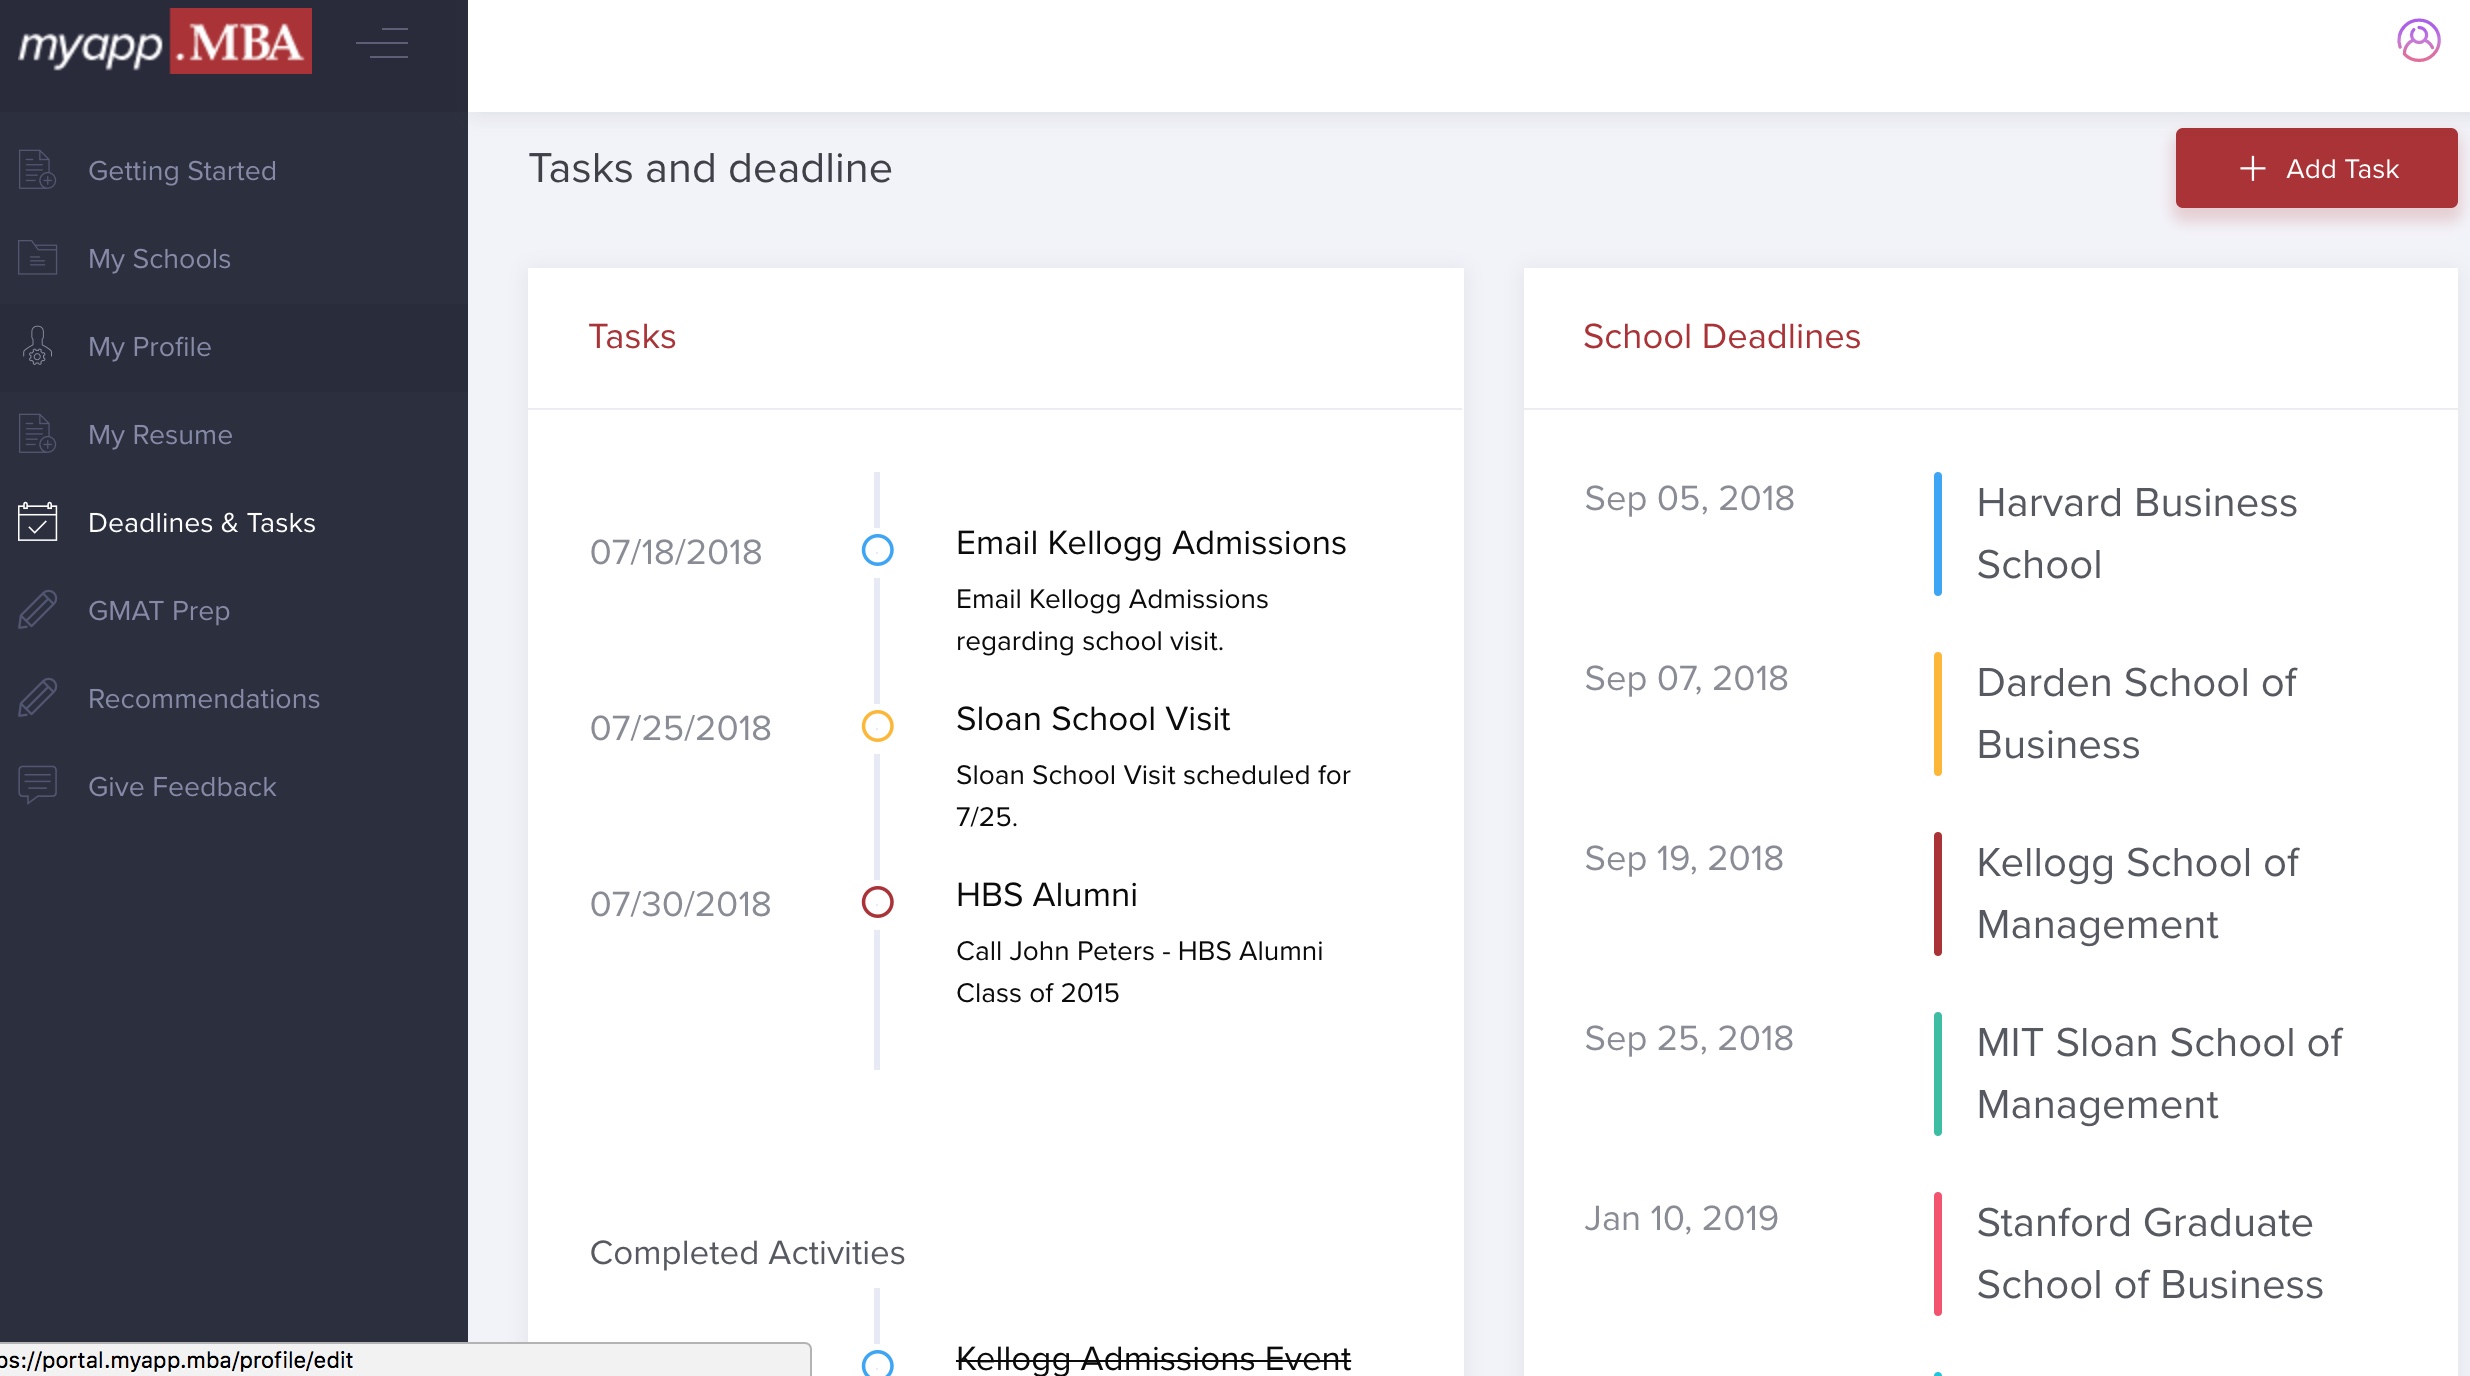 myapp .MBA
Getting Started
My Schools
My Profile
My Resume
Deadlines & Tasks
GMAT Prep
Recommendations
Give Feedback
Tasks and deadline
Add Task
Tasks
07/18/2018
Email Kellogg Admissions
Email Kellogg Admissions
regarding school visit.
07/25/2018
Sloan School Visit
Sloan School Visit scheduled for
7/25.
07/30/2018
HBS Alumni
Call John Peters - HBS Alumni
Class of 2015
Completed Activities
Kellogg Admissions Event
School Deadlines
Sep 05, 2018
Harvard Business
School
Sep 07, 2018
Darden School of
Business
Sep 19, 2018
Kellogg School of
Management
Sep 25, 2018
MIT Sloan School of
Management
Jan 10, 2019
Stanford Graduate
School of Business
ps://portal.myapp.mba/profile/edit